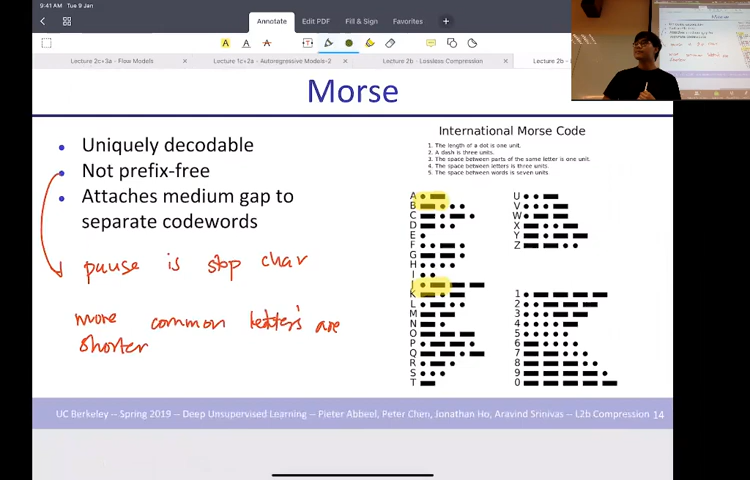 9:41 AM Tue 9 Jan
Annotate
Edit PDF
Fill & Sign
Favorites
Lecture 2c+3a - Flow Models
Lecture 1c+2a - Autoregressive Models-2
Lecture 2b - Lossless Compression
Lecture 2b - Los
Morse
• Uniquely decodable
• Not prefix-free
• Attaches medium gap to
separate codewords
pause is stop char
more common letters are
shorter
International Morse Code
1. The length of a dot is one unit.
2. A dash is three units.
3. The space between parts of the same letter is one unit.
4. The space between letters is three units.
5. The space between words is seven units.
A
B
C
D
E
F
G
H
I
J
K
L
M
N
O
P
Q
R
S
T
U
V
W
X
Y
Z
1
2
3
4
5
6
7
8
9
0
UC Berkeley -- Spring 2019 -- Deep Unsupervised Learning -- Pieter Abbeel, Peter Chen, Jonathan Ho, Aravind Srinivas -- L2b Compression 14